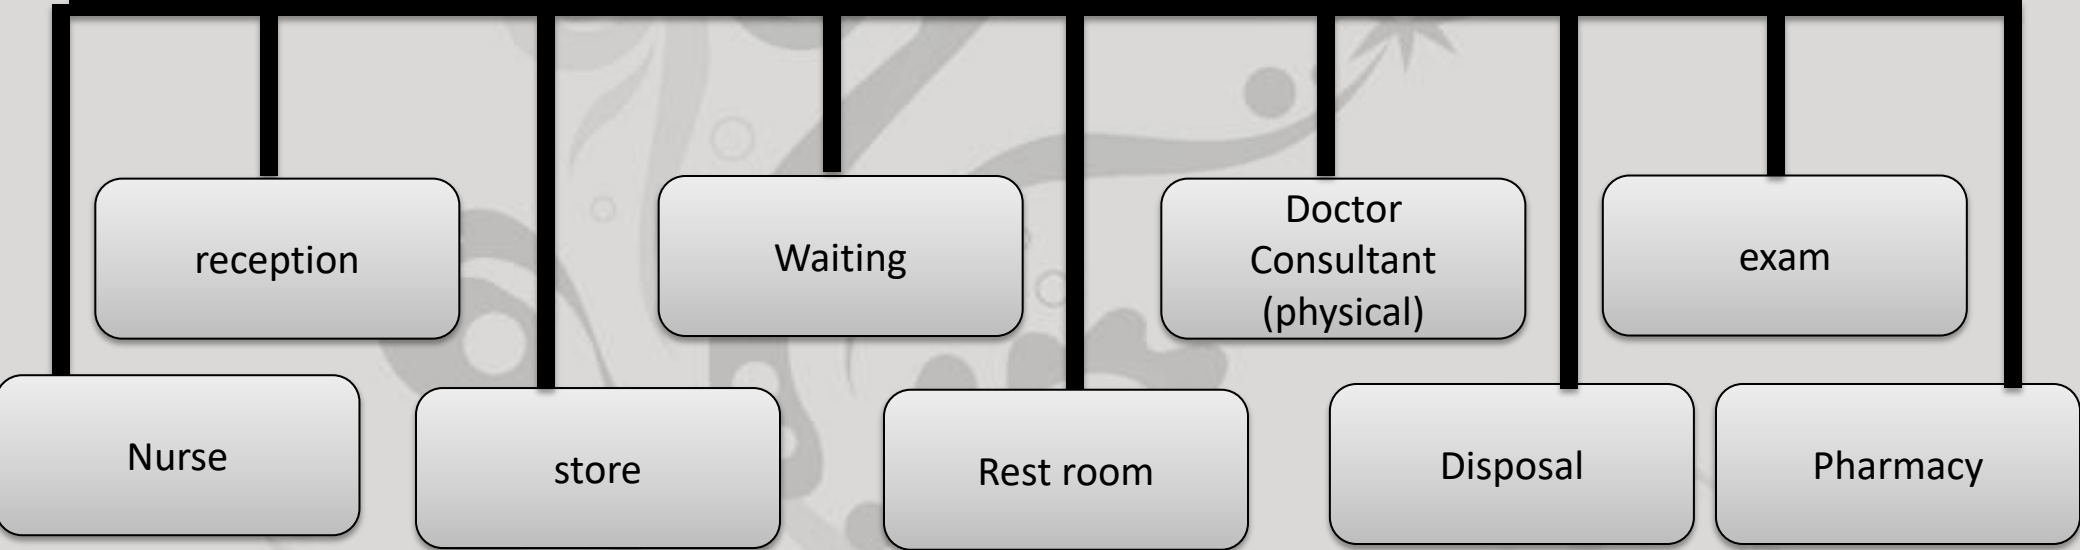 reception
Waiting
Doctor
Consultant
(physical)
exam
Nurse
store
Rest room
Disposal
Pharmacy